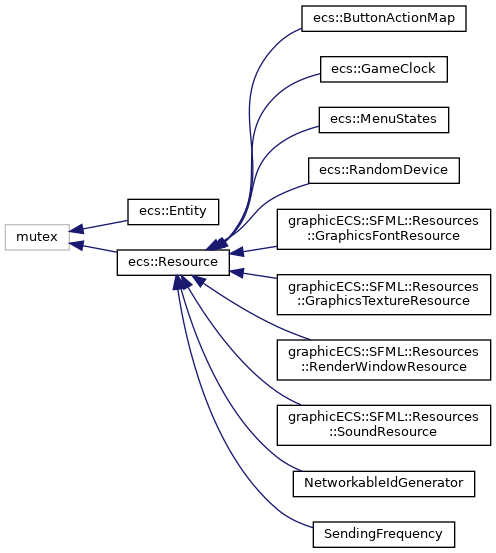 ecs::ButtonActionMap
ecs::GameClock
ecs::MenuStates
ecs::RandomDevice
ecs::Entity
mutex
ecs::Resource
graphicECS::SFML::Resources
::GraphicsFontResource
graphicECS::SFML::Resources
::GraphicsTextureResource
graphicECS::SFML::Resources
::RenderWindowResource
graphicECS::SFML::Resources
::SoundResource
NetworkableIdGenerator
SendingFrequency